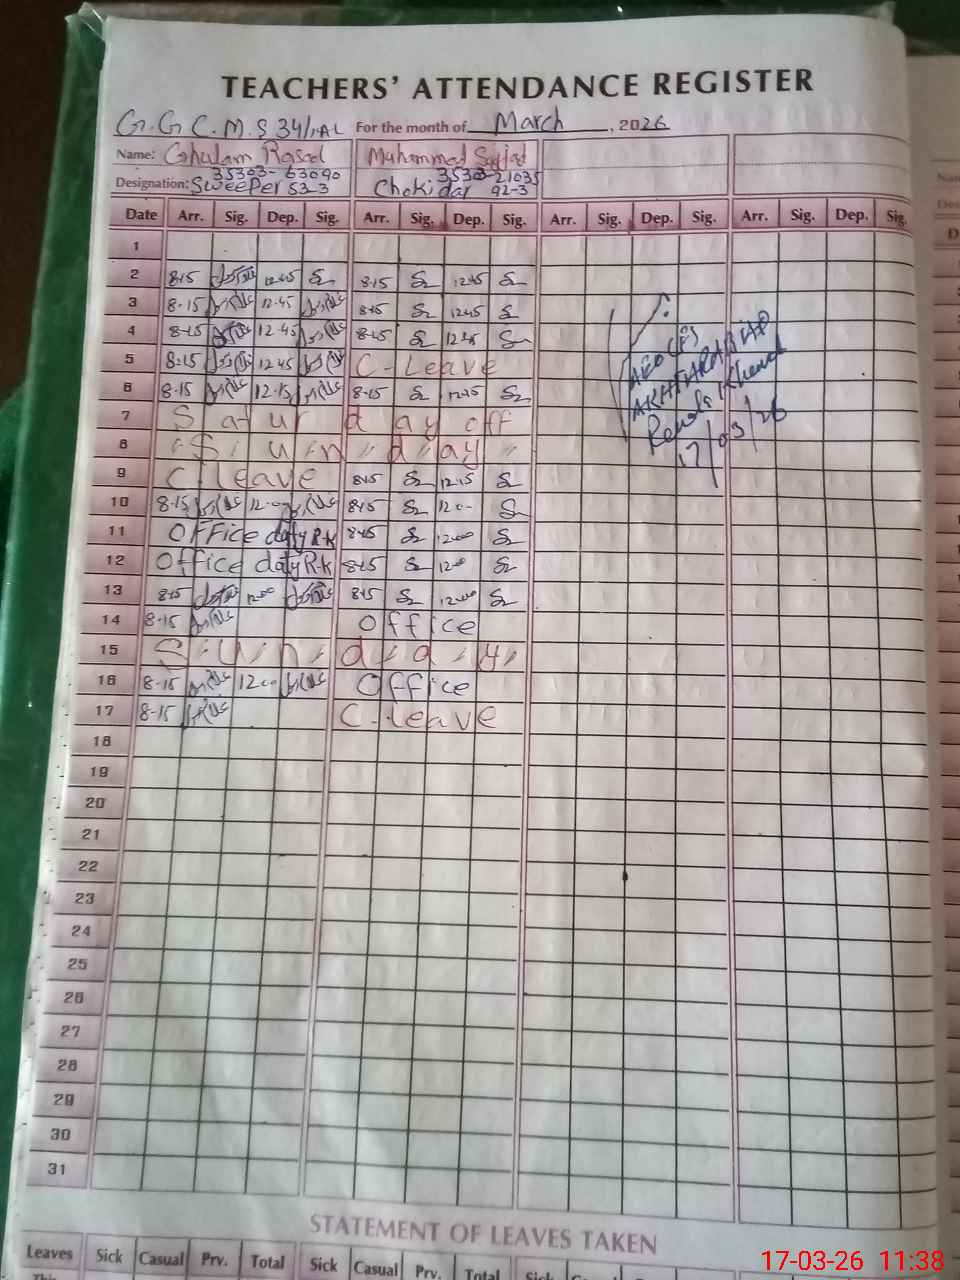 TEACHERS' ATTENDANCE REGISTER
G.G.C.M.S 34/ For the month of March, 2026
Name: Ghulam Rasool Muhammad Sajjad
Designation: 35303-63090 Sweeper 53-3 Chokidar 92-3
Date Arr. Sig. Dep. Sig. Arr. Sig. Dep. Sig. Arr. Sig. Dep. Sig. Arr. Sig. Dep. Sig.
1
2 8-15 12-45 8-15 12-45
3 8-15 12-45 8-15 12-45
4 8-15 12-45 8-15 12-45
5 8-15 12-45 C-Leave
6 8-15 12-15 8-15 12-15
7 Saturday off
8 Sunday
9 C leave 8-15 12-15
10 8-15 12-00 8-15 12-00
11 Office daty R-K 8-15 12-00
12 Office daty R-K 8-15 12-00
13 8-15 12-00 8-15 12-00
14 8-15 Office
15 Sunday
16 8-15 12-00 Office
17 8-15 C-Leave
18
19
20
21
22
23
24
25
26
27
28
29
30
31
AEO
Renala Khurd
17/03/26
STATEMENT OF LEAVES TAKEN
Leaves Sick Casual Prv. Total Sick Casual Prv. Total Sick
17-03-26 11:38